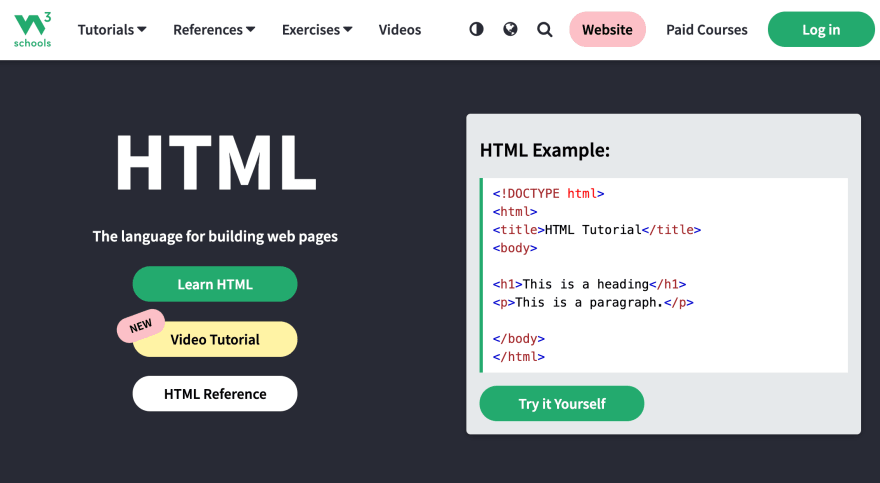 w3
schools
Tutorials
References
Exercises
Videos
Website
Paid Courses
Log in
HTML
The language for building web pages
Learn HTML
NEW
Video Tutorial
HTML Reference
HTML Example:
<!DOCTYPE html>
<html>
<title>HTML Tutorial</title>
<body>
<h1>This is a heading</h1>
<p>This is a paragraph.</p>
</body>
</html>
Try it Yourself